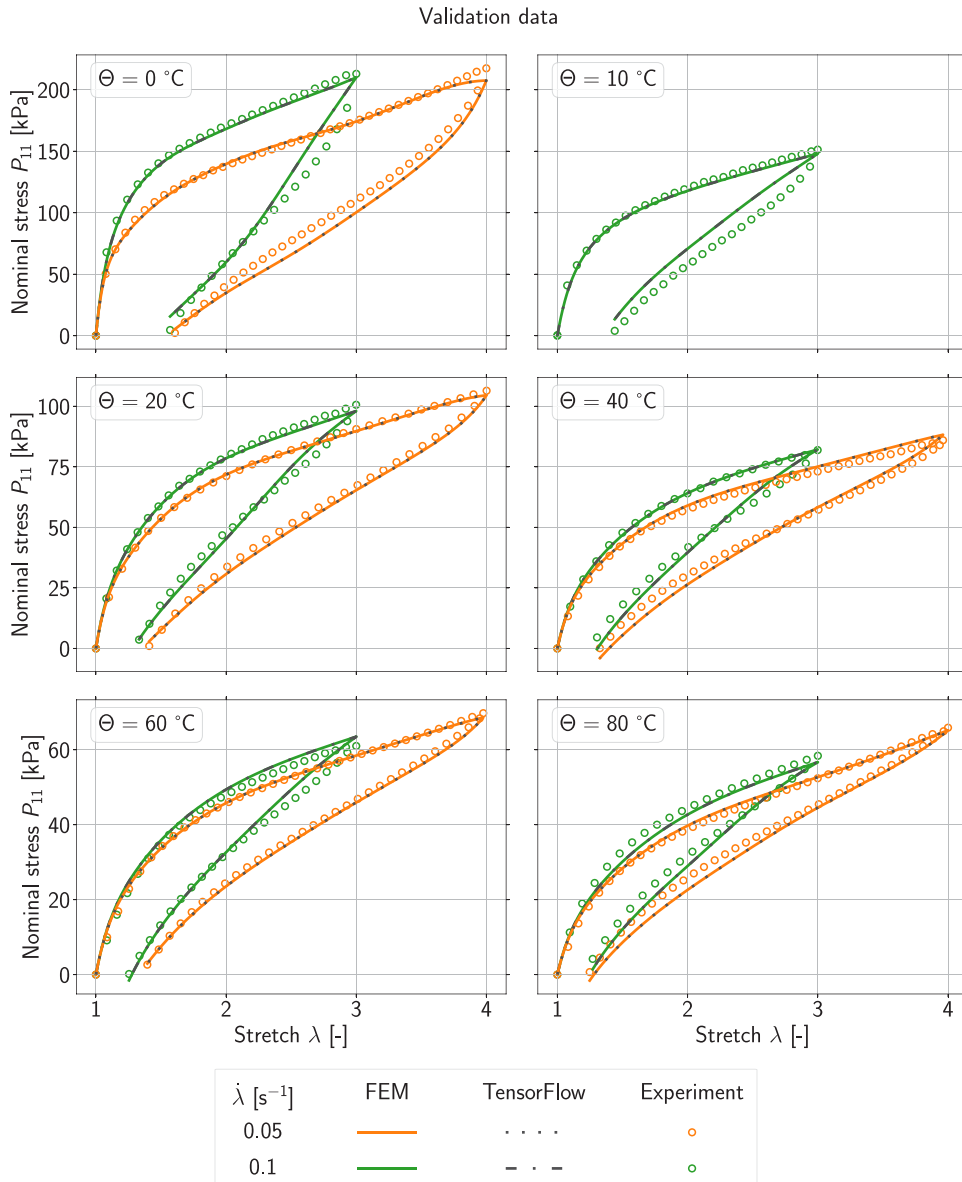 Validation data
Θ = 0 °C
Θ = 10 °C
Nominal stress P₁₁ [kPa]
200
150
100
50
0
Θ = 20 °C
Θ = 40 °C
Nominal stress P₁₁ [kPa]
100
75
50
25
0
Θ = 60 °C
Θ = 80 °C
Nominal stress P₁₁ [kPa]
60
40
20
0
1 2 3 4 1 2 3 4
Stretch λ [-] Stretch λ [-]
λ̇ [s⁻¹] FEM TensorFlow Experiment
0.05
0.1